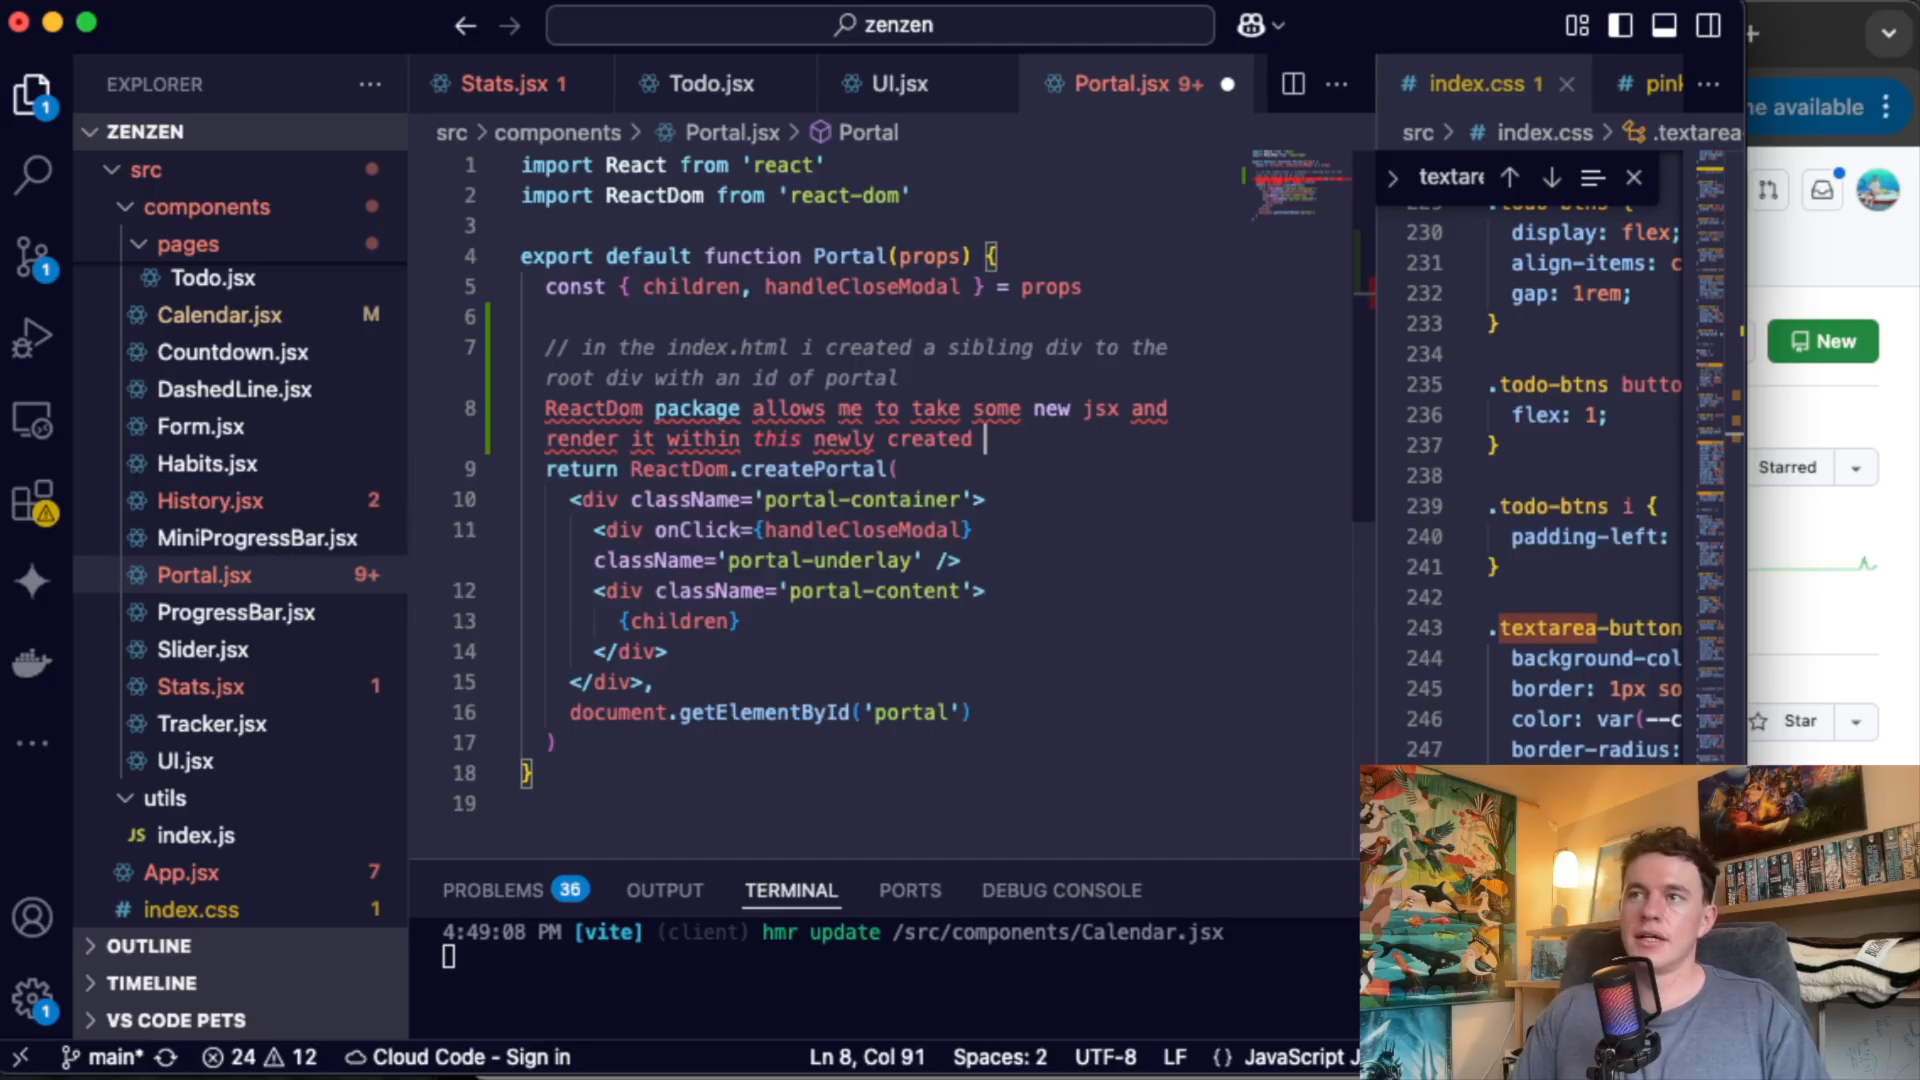 zenzen
EXPLORER
ZENZEN
src
components
pages
Todo.jsx
Calendar.jsx M
Countdown.jsx
DashedLine.jsx
Form.jsx
Habits.jsx
History.jsx 2
MiniProgressBar.jsx
Portal.jsx 9+
ProgressBar.jsx
Slider.jsx
Stats.jsx 1
Tracker.jsx
UI.jsx
utils
JS index.js
App.jsx 7
# index.css 1
OUTLINE
TIMELINE
VS CODE PETS
1
1
1
Stats.jsx 1
Todo.jsx
UI.jsx
Portal.jsx 9+
src > components > Portal.jsx > Portal
1 import React from 'react'
2 import ReactDom from 'react-dom'
3
4 export default function Portal(props) {
5 const { children, handleCloseModal } = props
6
7 // in the index.html i created a sibling div to the
root div with an id of portal
8 ReactDom package allows me to take some new jsx and
render it within this newly created
9 return ReactDom.createPortal(
10 <div className='portal-container'>
11 <div onClick={handleCloseModal}
className='portal-underlay' />
12 <div className='portal-content'>
13 {children}
14 </div>
15 </div>,
16 document.getElementById('portal')
17 )
18 }
19
# index.css 1
# pink
src > # index.css > .textarea
textare
230 display: flex;
231 align-items: c
232 gap: 1rem;
233 }
234
235 .todo-btns butto
236 flex: 1;
237 }
238
239 .todo-btns i {
240 padding-left:
241 }
242
243 .textarea-button
244 background-col
245 border: 1px so
246 color: var(--c
247 border-radius:
ne available
New
Starred
Star
PROBLEMS 36
OUTPUT
TERMINAL
PORTS
DEBUG CONSOLE
4:49:08 PM [vite] (client) hmr update /src/components/Calendar.jsx
main* 24 12 Cloud Code - Sign in
Ln 8, Col 91 Spaces: 2 UTF-8 LF {} JavaScript J